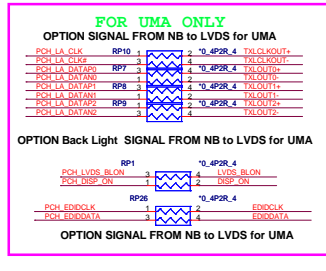 FOR UMA ONLY
OPTION SIGNAL FROM NB to LVDS for UMA
PCH_LA_CLK RP10 1 2 *0_4P2R_4 TXLCLKOUT+
PCH_LA_CLK# 3 4 TXLCLKOUT-
PCH_LA_DATAP0 RP7 3 4 *0_4P2R_4 TXLOUT0+
PCH_LA_DATAN0 1 2 TXLOUT0-
PCH_LA_DATAP1 RP8 3 4 *0_4P2R_4 TXLOUT1+
PCH_LA_DATAN1 1 2 TXLOUT1-
PCH_LA_DATAP2 RP9 1 2 *0_4P2R_4 TXLOUT2+
PCH_LA_DATAN2 3 4 TXLOUT2-
OPTION Back Light SIGNAL FROM NB to LVDS for UMA
RP1 *0_4P2R_4
PCH_LVDS_BLON 3 4 LVDS_BLON
PCH_DISP_ON 1 2 DISP_ON
RP26 *0_4P2R_4
PCH_EDIDCLK 1 2 EDIDCLK
PCH_EDIDDATA 3 4 EDIDDATA
OPTION SIGNAL FROM NB to LVDS for UMA